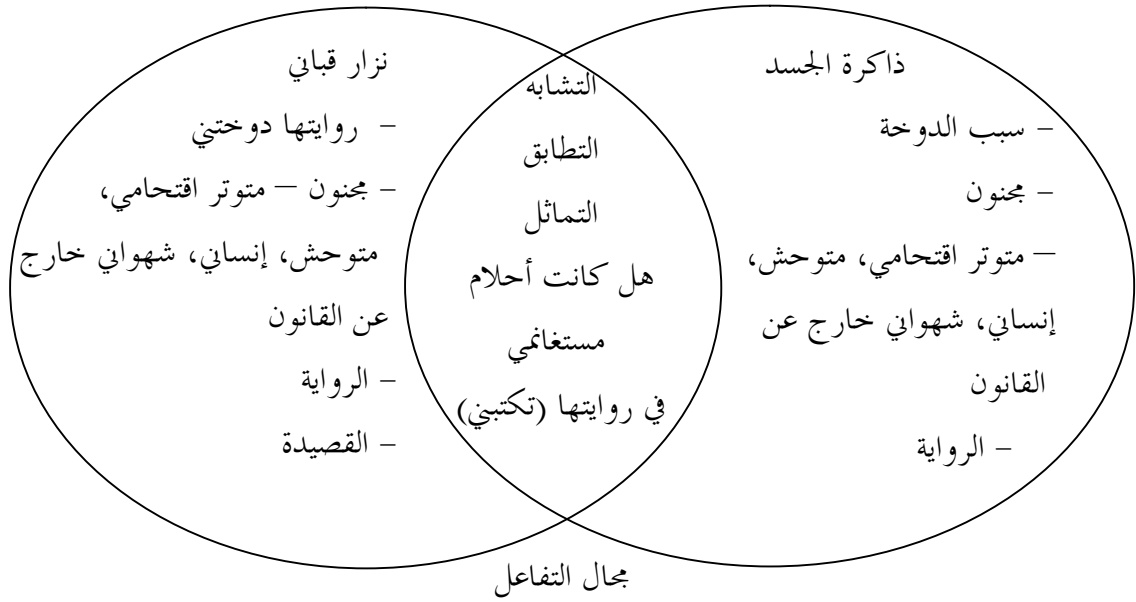 ذاكرة الجسد
– سبب الدوخة
– مجنون
– متوتر اقتحامي، متوحش،
إنساني، شهواني خارج عن
القانون
– الرواية
التشابه
التطابق
التماثل
هل كانت أحلام
مستغانمي
في روايتها (تكتبني)
نزار قباني
– روايتها دوختني
– مجنون – متوتر اقتحامي،
متوحش، إنساني، شهواني خارج
عن القانون
– الرواية
– القصيدة
مجال التفاعل